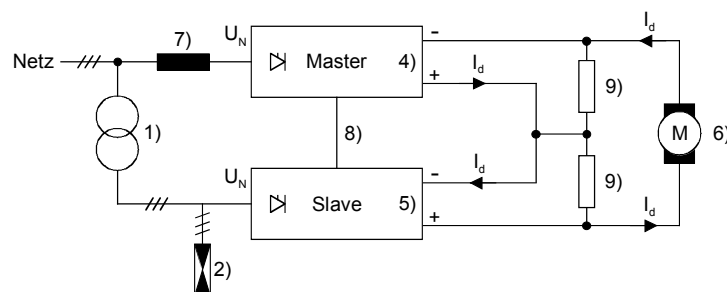 7)
U_N
Master
4)
-
I_d
Netz
+
I_d
9)
1)
8)
M
6)
U_N
Slave
5)
-
I_d
9)
+
I_d
2)